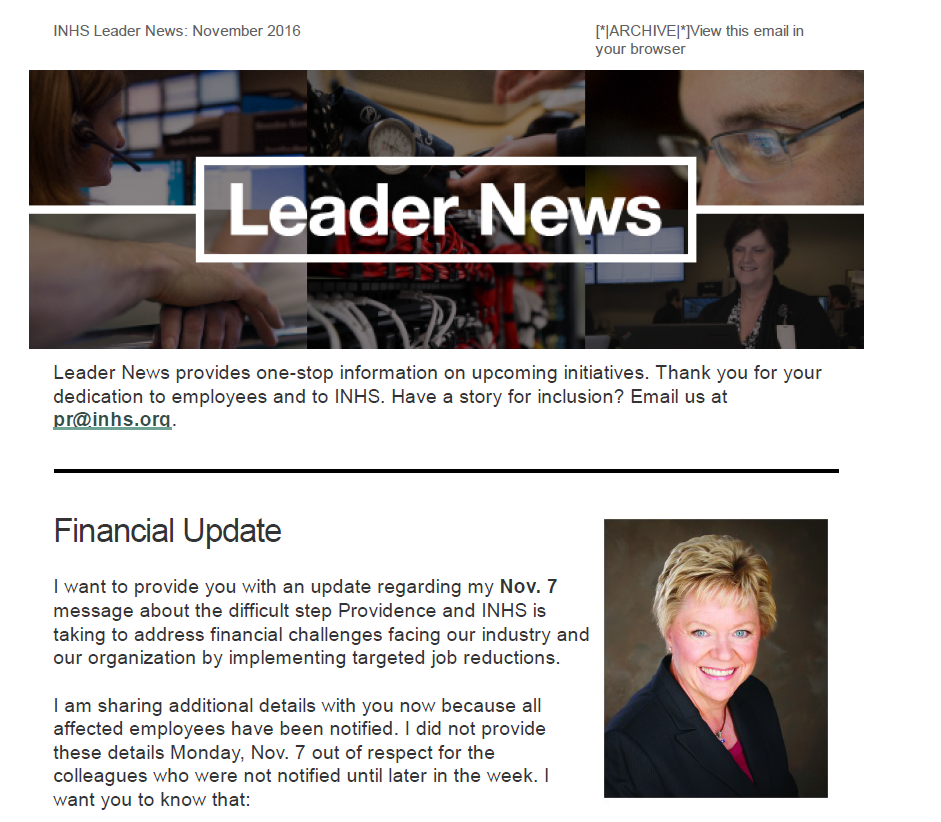 INHS Leader News: November 2016
[*|ARCHIVE|*]View this email in
your browser
Leader News
Leader News provides one-stop information on upcoming initiatives. Thank you for your
dedication to employees and to INHS. Have a story for inclusion? Email us at
pr@inhs.org.
Financial Update
I want to provide you with an update regarding my Nov. 7
message about the difficult step Providence and INHS is
taking to address financial challenges facing our industry and
our organization by implementing targeted job reductions.
I am sharing additional details with you now because all
affected employees have been notified. I did not provide
these details Monday, Nov. 7 out of respect for the
colleagues who were not notified until later in the week. I
want you to know that: